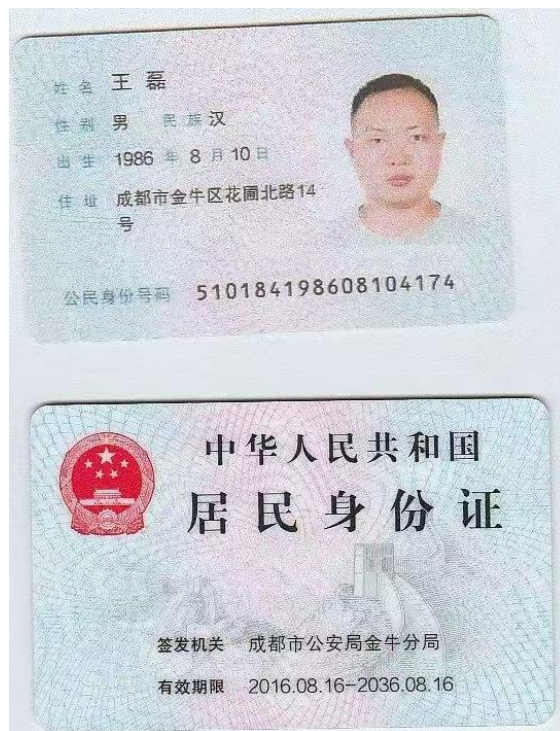 姓名 王磊
性别 男 民族 汉
出生 1986 年 8 月 10 日
住址 成都市金牛区花圃北路14
号
公民身份号码 510184198608104174
中华人民共和国
居民身份证
签发机关 成都市公安局金牛分局
有效期限 2016.08.16-2036.08.16